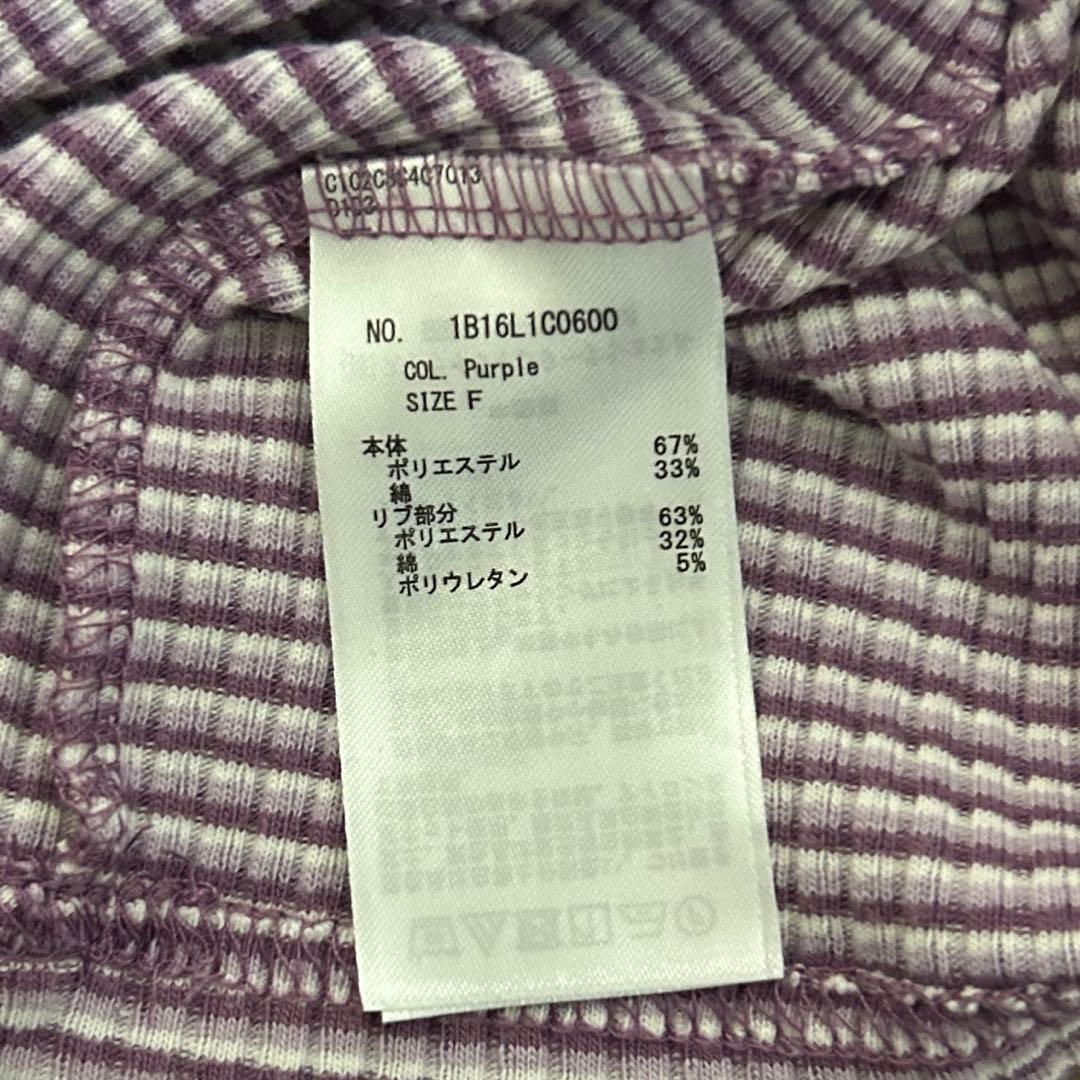 C1C2C3C4C7013
NO. 1B16L1C0600
COL. Purple
SIZE F
本体
ポリエステル 67%
綿 33%
リブ部分
ポリエステル 63%
綿 32%
ポリウレタン 5%